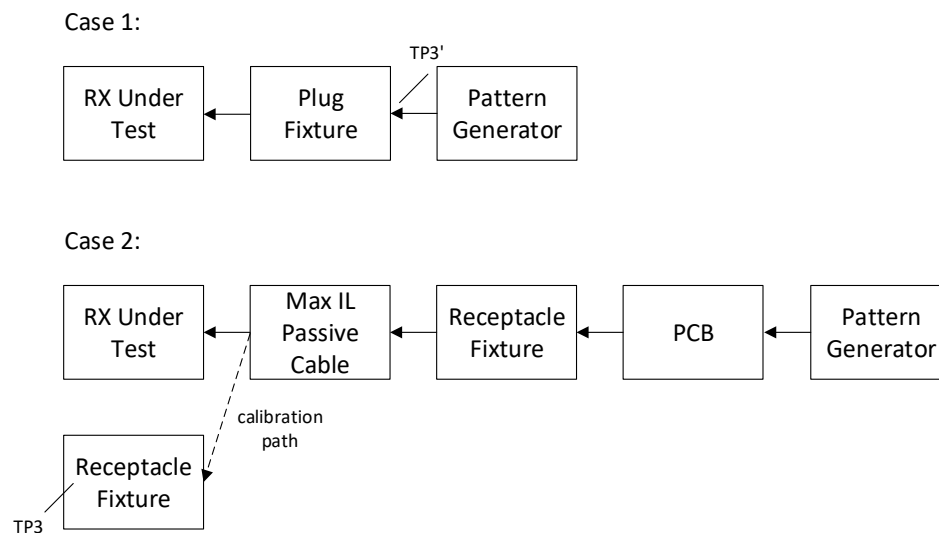 Case 1:
TP3'
RX Under
Test
Plug
Fixture
Pattern
Generator
Case 2:
RX Under
Test
Max IL
Passive
Cable
Receptacle
Fixture
PCB
Pattern
Generator
calibration
path
Receptacle
Fixture
TP3